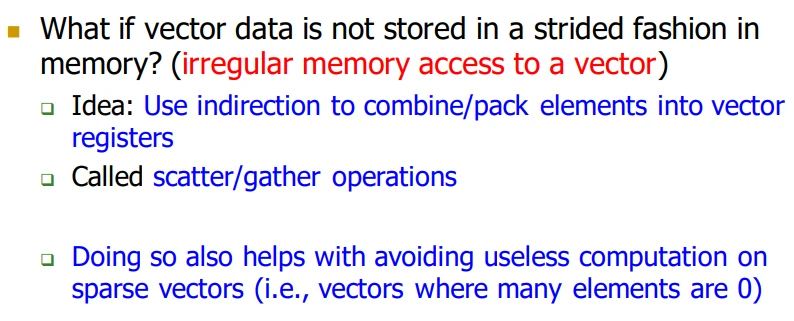 What if vector data is not stored in a strided fashion in
memory? (irregular memory access to a vector)
Idea: Use indirection to combine/pack elements into vector
registers
Called scatter/gather operations
Doing so also helps with avoiding useless computation on
sparse vectors (i.e., vectors where many elements are 0)